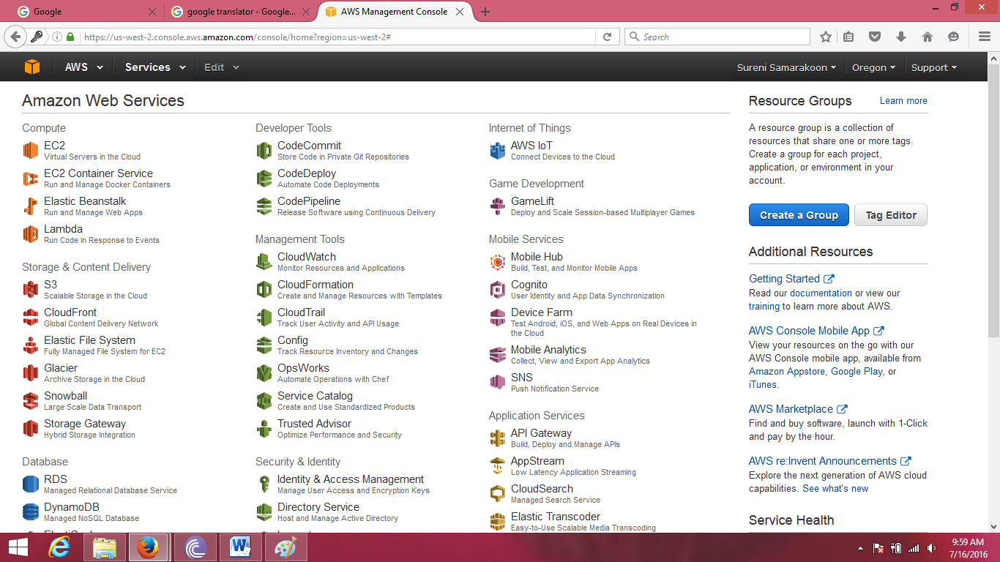 Google
google translator - Google...
AWS Management Console
https://us-west-2.console.aws.amazon.com/console/home?region=us-west-2#
Search
AWS Services Edit Sureni Samarakoon Oregon Support
Amazon Web Services
Compute
EC2
Virtual Servers in the Cloud
EC2 Container Service
Run and Manage Docker Containers
Elastic Beanstalk
Run and Manage Web Apps
Lambda
Run Code in Response to Events
Storage & Content Delivery
S3
Scalable Storage in the Cloud
CloudFront
Global Content Delivery Network
Elastic File System
Fully Managed File System for EC2
Glacier
Archive Storage in the Cloud
Snowball
Large Scale Data Transport
Storage Gateway
Hybrid Storage Integration
Database
RDS
Managed Relational Database Service
DynamoDB
Managed NoSQL Database
Developer Tools
CodeCommit
Store Code in Private Git Repositories
CodeDeploy
Automate Code Deployments
CodePipeline
Release Software using Continuous Delivery
Management Tools
CloudWatch
Monitor Resources and Applications
CloudFormation
Create and Manage Resources with Templates
CloudTrail
Track User Activity and API Usage
Config
Track Resource Inventory and Changes
OpsWorks
Automate Operations with Chef
Service Catalog
Create and Use Standardized Products
Trusted Advisor
Optimize Performance and Security
Security & Identity
Identity & Access Management
Manage User Access and Encryption Keys
Directory Service
Host and Manage Active Directory
Internet of Things
AWS IoT
Connect Devices to the Cloud
Game Development
GameLift
Deploy and Scale Session-based Multiplayer Games
Mobile Services
Mobile Hub
Build, Test, and Monitor Mobile Apps
Cognito
User Identity and App Data Synchronization
Device Farm
Test Android, iOS, and Web Apps on Real Devices in
the Cloud
Mobile Analytics
Collect, View and Export App Analytics
SNS
Push Notification Service
Application Services
API Gateway
Build, Deploy and Manage APIs
AppStream
Low Latency Application Streaming
CloudSearch
Managed Search Service
Elastic Transcoder
Easy-to-Use Scalable Media Transcoding
Resource Groups Learn more
A resource group is a collection of
resources that share one or more tags.
Create a group for each project,
application, or environment in your
account.
Create a Group Tag Editor
Additional Resources
Getting Started
Read our documentation or view our
training to learn more about AWS.
AWS Console Mobile App
View your resources on the go with our
AWS Console mobile app, available from
Amazon Appstore, Google Play, or
iTunes.
AWS Marketplace
Find and buy software, launch with 1-Click
and pay by the hour.
AWS re:Invent Announcements
Explore the next generation of AWS cloud
capabilities. See what's new
Service Health
9:59 AM
7/16/2016